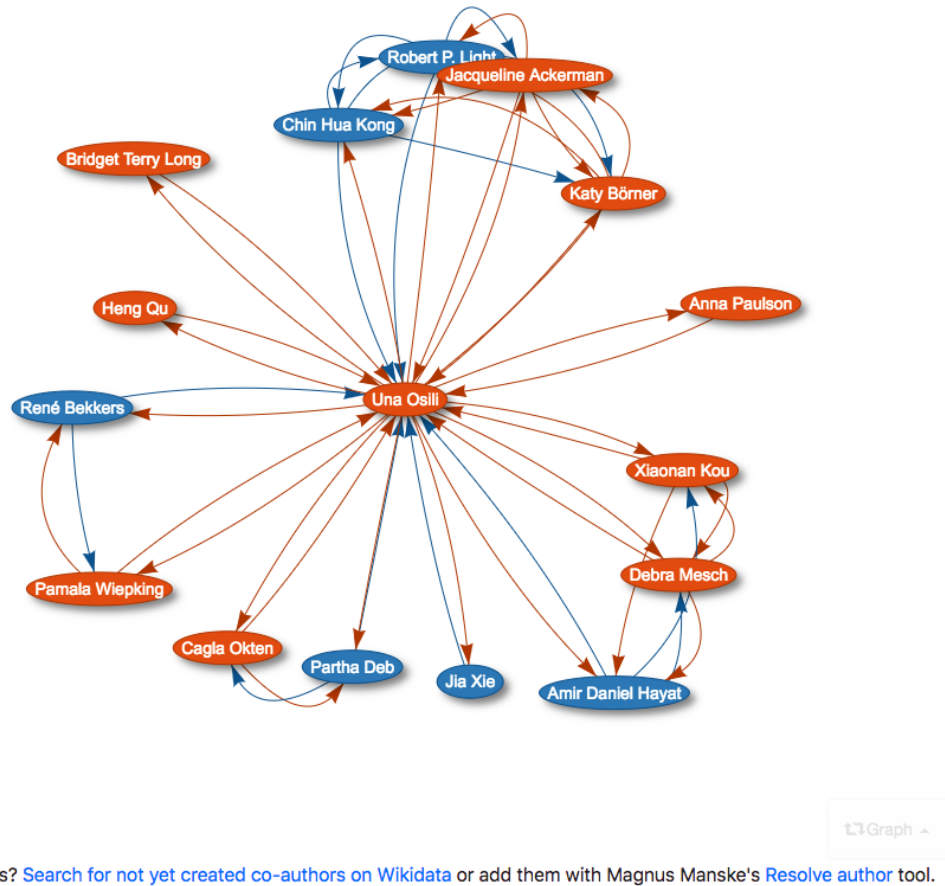 Robert P. Light
Jacqueline Ackerman
Chin Hua Kong
Bridget Terry Long
Katy Börner
Heng Qu
Anna Paulson
Una Osili
René Bekkers
Xiaonan Kou
Debra Mesch
Pamala Wiepking
Cagla Okten
Partha Deb
Jia Xie
Amir Daniel Hayat
Graph
s? Search for not yet created co-authors on Wikidata or add them with Magnus Manske's Resolve author tool.